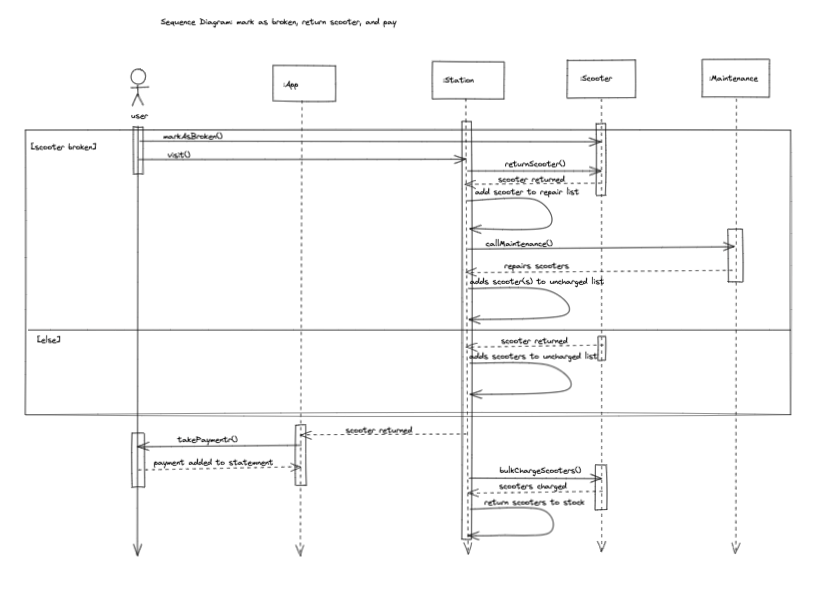 Sequence Diagram: mark as broken, return scooter, and pay
:App
:Station
:Scooter
:Maintenance
user
markAsBroken()
[scooter broken]
visit()
returnScooter()
scooter returned
add scooter to repair list
callMaintenance()
repairs scooters
adds scooter(s) to uncharged list
[else]
scooter returned
adds scooters to uncharged list
scooter returned
takePaymentr()
payment added to statemment
bulkChargeScooters()
scooters charged
return scooters to stock